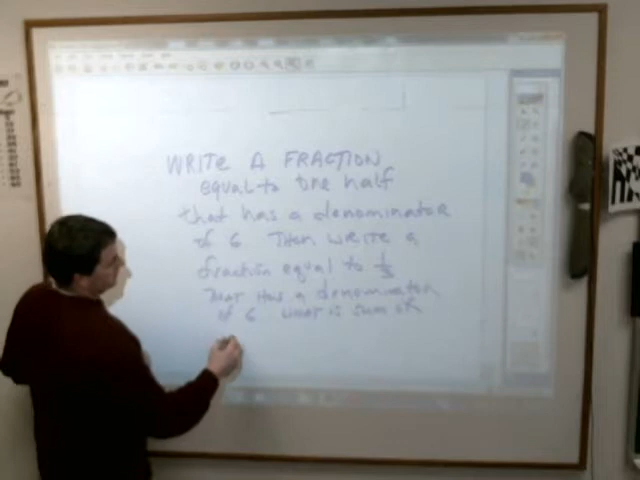 WRITE A FRACTION
equal to one half
that has a denominator
of 6 Then WRITE a
fraction equal to 1/3
THAT HAS a denominator
of 6 WHAT is sum of